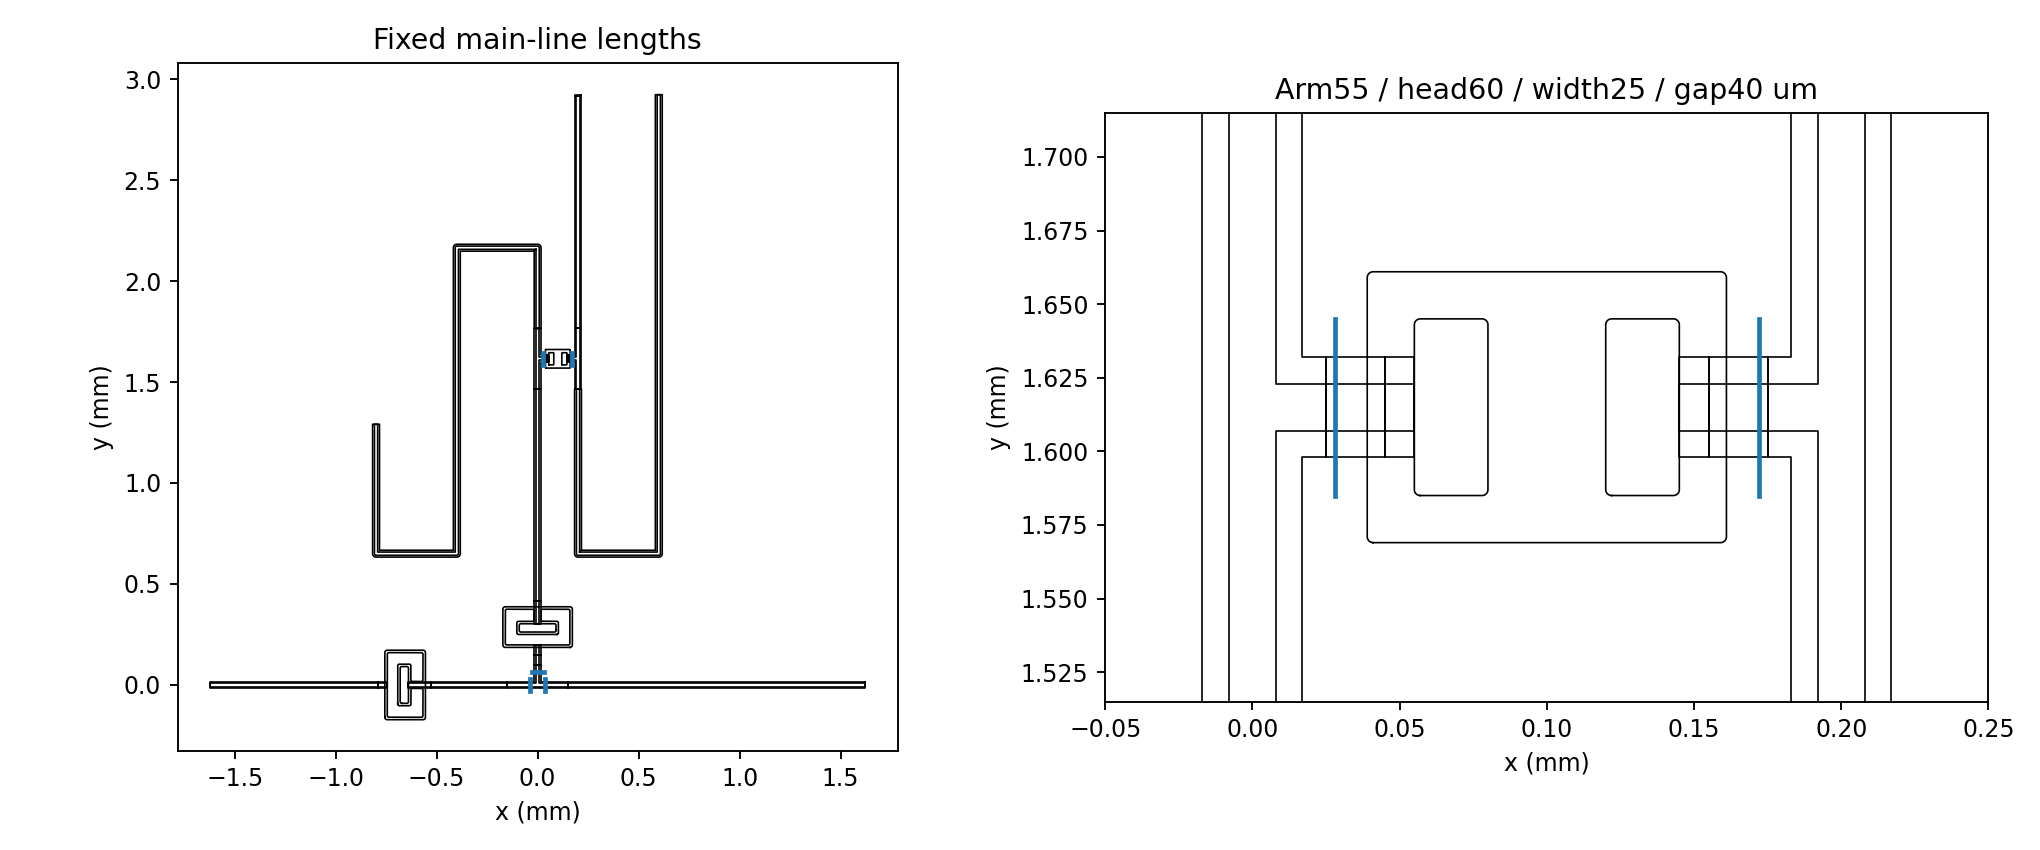 Fixed main-line lengths
3.0
2.5
2.0
1.5
1.0
0.5
0.0
y (mm)
−1.5 −1.0 −0.5 0.0 0.5 1.0 1.5
x (mm)
Arm55 / head60 / width25 / gap40 um
1.700
1.675
1.650
1.625
1.600
1.575
1.550
1.525
y (mm)
−0.05 0.00 0.05 0.10 0.15 0.20 0.25
x (mm)